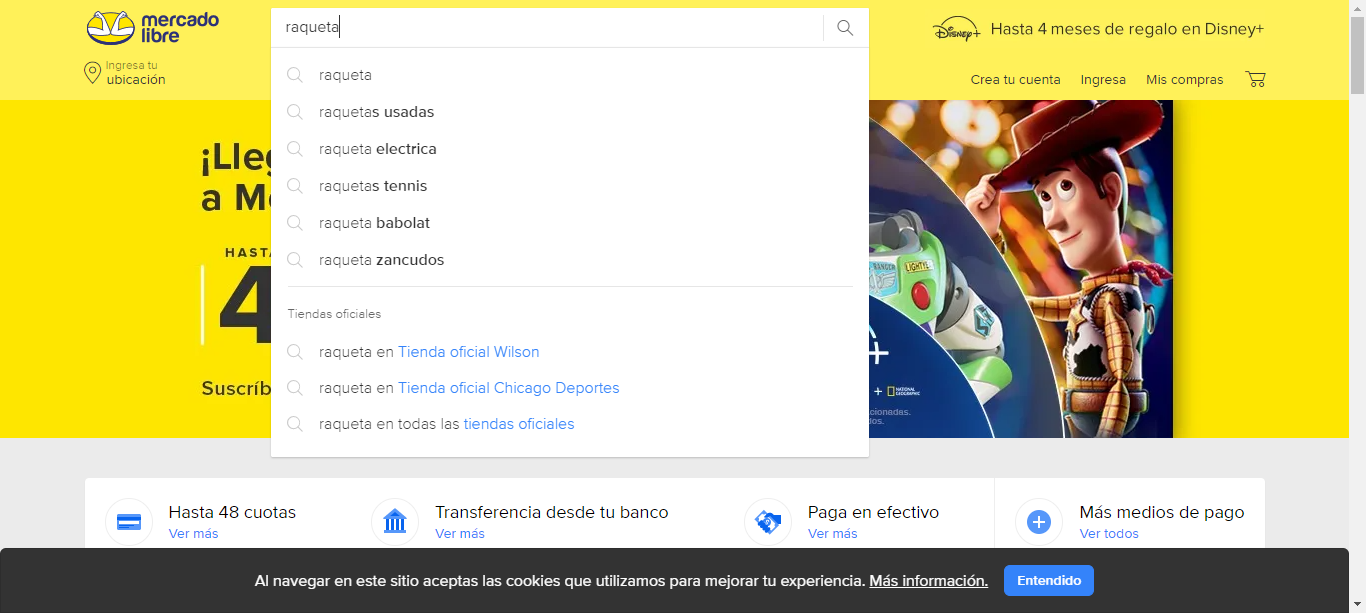 mercado
libre
raqueta
Hasta 4 meses de regalo en Disney+
Ingresa tu
ubicación
Crea tu cuenta Ingresa Mis compras
raqueta
raquetas usadas
raqueta electrica
raquetas tennis
raqueta babolat
raqueta zancudos
Tiendas oficiales
raqueta en Tienda oficial Wilson
raqueta en Tienda oficial Chicago Deportes
raqueta en todas las tiendas oficiales
¡Lleg
a Me
HASTA
4
Suscríb
LIGHTYE
+ NATIONAL
GEOGRAPHIC
cionadas.
dos.
Hasta 48 cuotas
Ver más
Transferencia desde tu banco
Ver más
Paga en efectivo
Ver más
Más medios de pago
Ver todos
Al navegar en este sitio aceptas las cookies que utilizamos para mejorar tu experiencia. Más información. Entendido